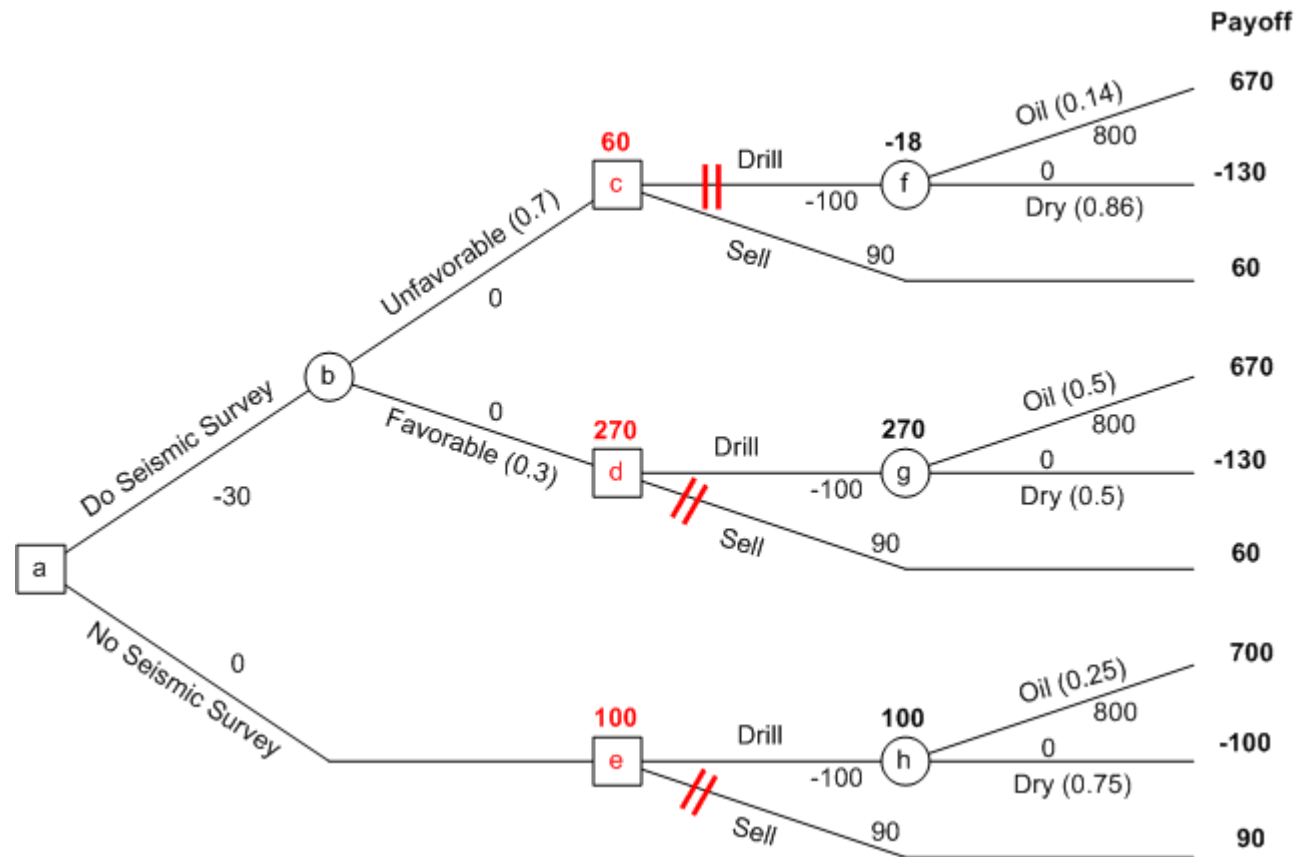 Payoff
670
Oil (0.14)
800
60
Drill
-18
c
f
0
-130
-100
Dry (0.86)
Unfavorable (0.7)
Sell
90
60
0
b
670
Oil (0.5)
800
Do Seismic Survey
0
Favorable (0.3)
270
Drill
270
d
g
0
-130
-100
Dry (0.5)
-30
Sell
90
60
a
No Seismic Survey
0
700
Oil (0.25)
800
100
Drill
100
e
h
0
-100
-100
Dry (0.75)
Sell
90
90